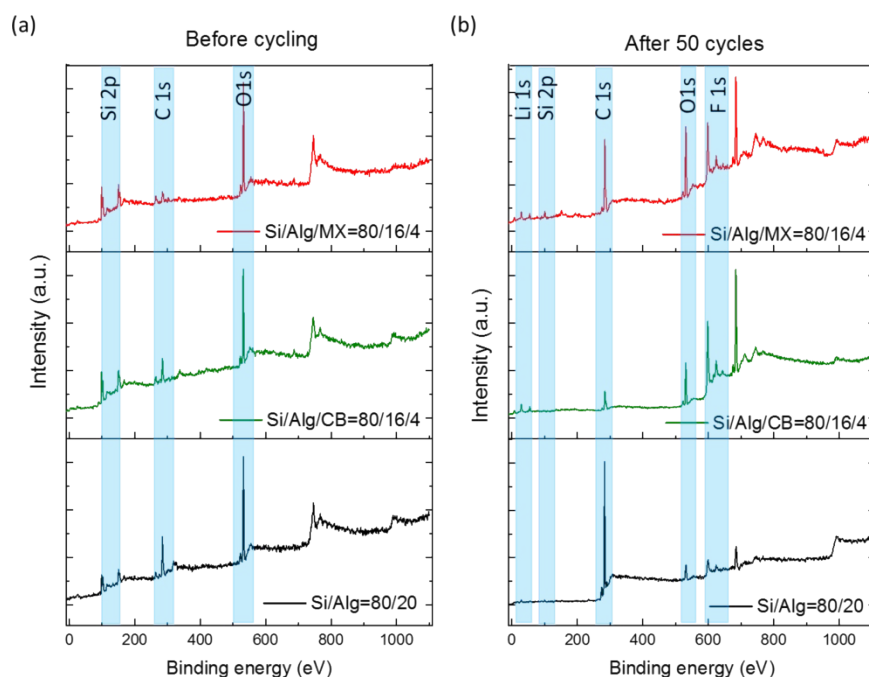 (a)
Before cycling
Si 2p
C 1s
O1s
Si/Alg/MX=80/16/4
Si/Alg/CB=80/16/4
Si/Alg=80/20
Intensity (a.u.)
0 200 400 600 800 1000
Binding energy (eV)
(b)
After 50 cycles
Li 1s
Si 2p
C 1s
O1s
F 1s
Si/Alg/MX=80/16/4
Si/Alg/CB=80/16/4
Si/Alg=80/20
Intensity (a.u.)
0 200 400 600 800 1000
Binding energy (eV)